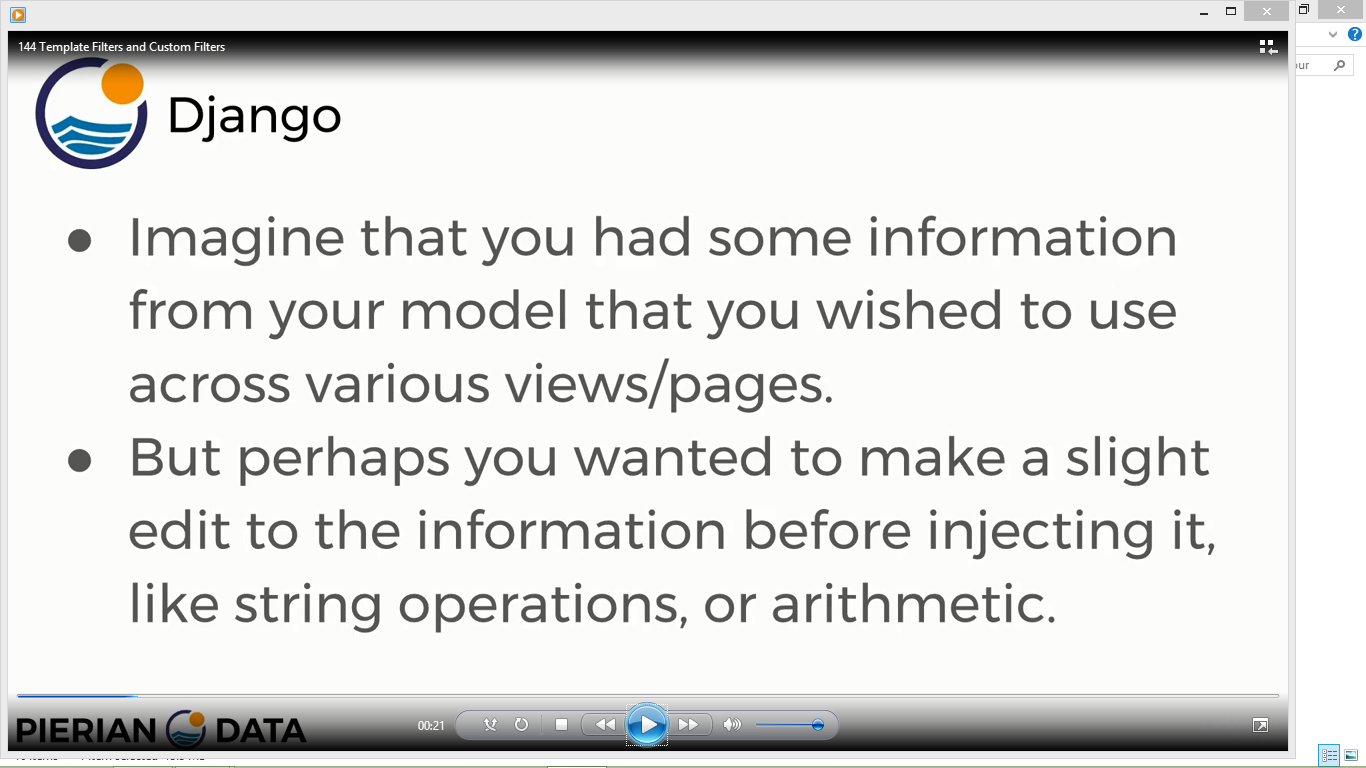 144 Template Filters and Custom Filters
our
Django
● Imagine that you had some information
from your model that you wished to use
across various views/pages.
● But perhaps you wanted to make a slight
edit to the information before injecting it,
like string operations, or arithmetic.
PIERIAN DATA
00:21